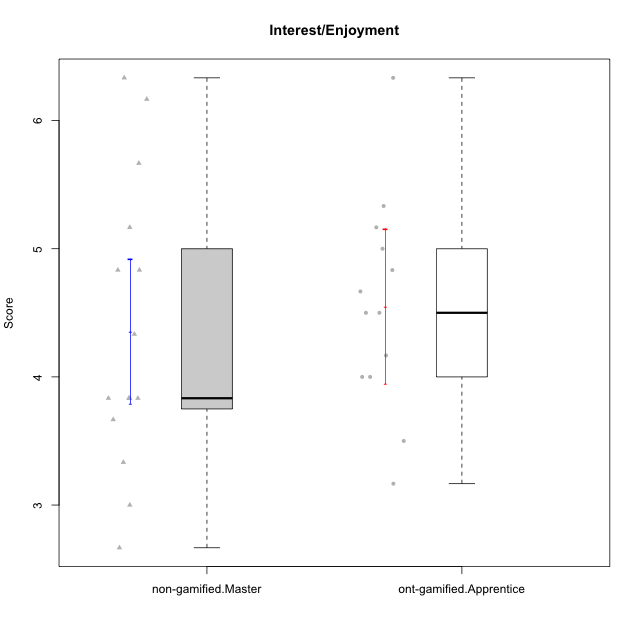 Interest/Enjoyment
6
5
4
3
Score
non-gamified.Master
ont-gamified.Apprentice